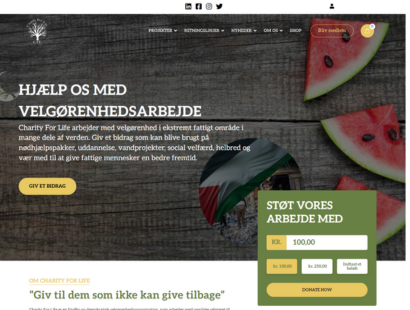 PROJEKTER
RETNINGSLINJER
NYHEDER
OM OS
SHOP
Bliv medlem
HJÆLP OS MED
VELGØRENHEDSARBEJDE
Charity For Life arbejder med velgørenhed i ekstremt fattigt område i
mange dele af verden. Giv et bidrag som kan blive brugt på
nødhjælpspakker, uddannelse, vandprojekter, social velfærd, helbred og
vær med til at give fattige mennesker en bedre fremtid.
GIV ET BIDRAG
STØT VORES
ARBEJDE MED
KR.
100,00
kr. 100,00
kr. 200,00
Indtast et
beløb
DONATE NOW
OM CHARITY FOR LIFE
"Giv til dem som ikke kan give tilbage"